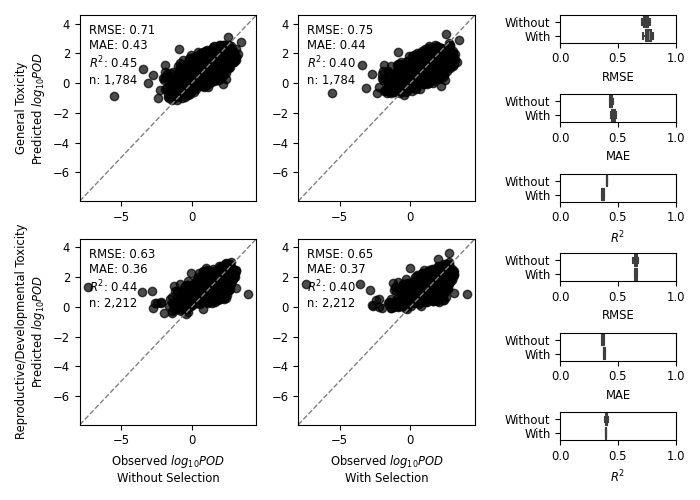 General Toxicity
Predicted log10POD
4
2
0
−2
−4
−6
RMSE: 0.71
MAE: 0.43
R²: 0.45
n: 1,784
−5
0
4
2
0
−2
−4
−6
RMSE: 0.75
MAE: 0.44
R²: 0.40
n: 1,784
−5
0
Without
With
0.0
0.5
1.0
RMSE
Without
With
0.0
0.5
1.0
MAE
Without
With
0.0
0.5
1.0
R²
Reproductive/Developmental Toxicity
Predicted log10POD
4
2
0
−2
−4
−6
RMSE: 0.63
MAE: 0.36
R²: 0.44
n: 2,212
−5
0
Observed log10POD
Without Selection
4
2
0
−2
−4
−6
RMSE: 0.65
MAE: 0.37
R²: 0.40
n: 2,212
−5
0
Observed log10POD
With Selection
Without
With
0.0
0.5
1.0
RMSE
Without
With
0.0
0.5
1.0
MAE
Without
With
0.0
0.5
1.0
R²